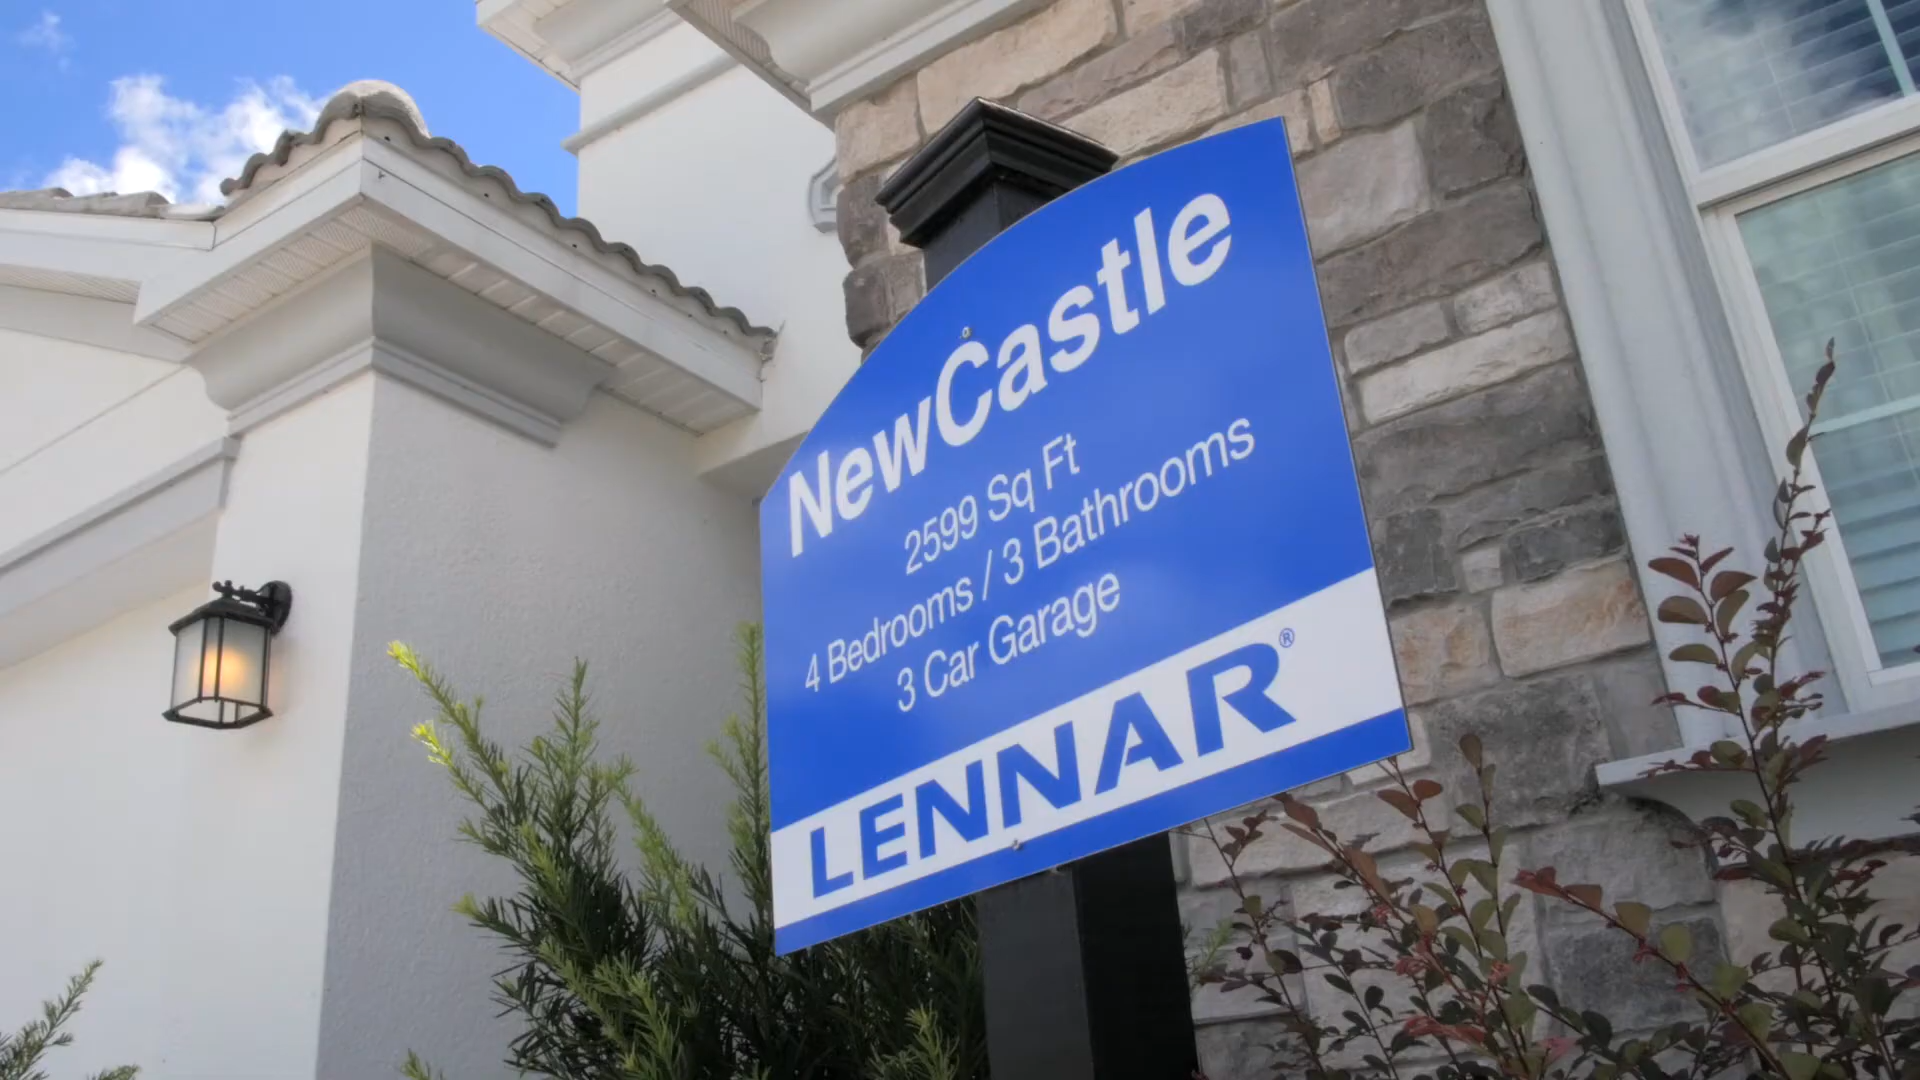 NewCastle
2599 Sq Ft
4 Bedrooms / 3 Bathrooms
3 Car Garage
LENNAR®